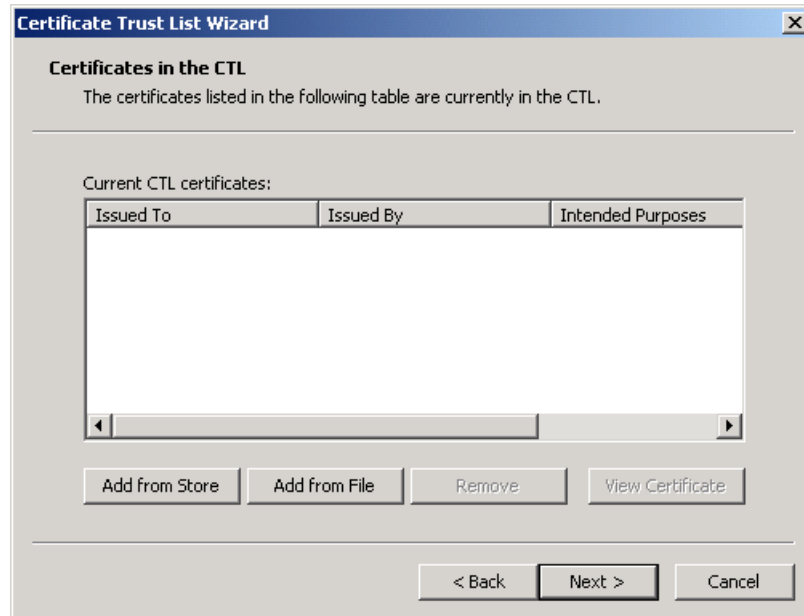 Certificate Trust List Wizard
Certificates in the CTL
The certificates listed in the following table are currently in the CTL.
Current CTL certificates:
Issued To Issued By Intended Purposes
Add from Store Add from File Remove View Certificate
< Back Next > Cancel